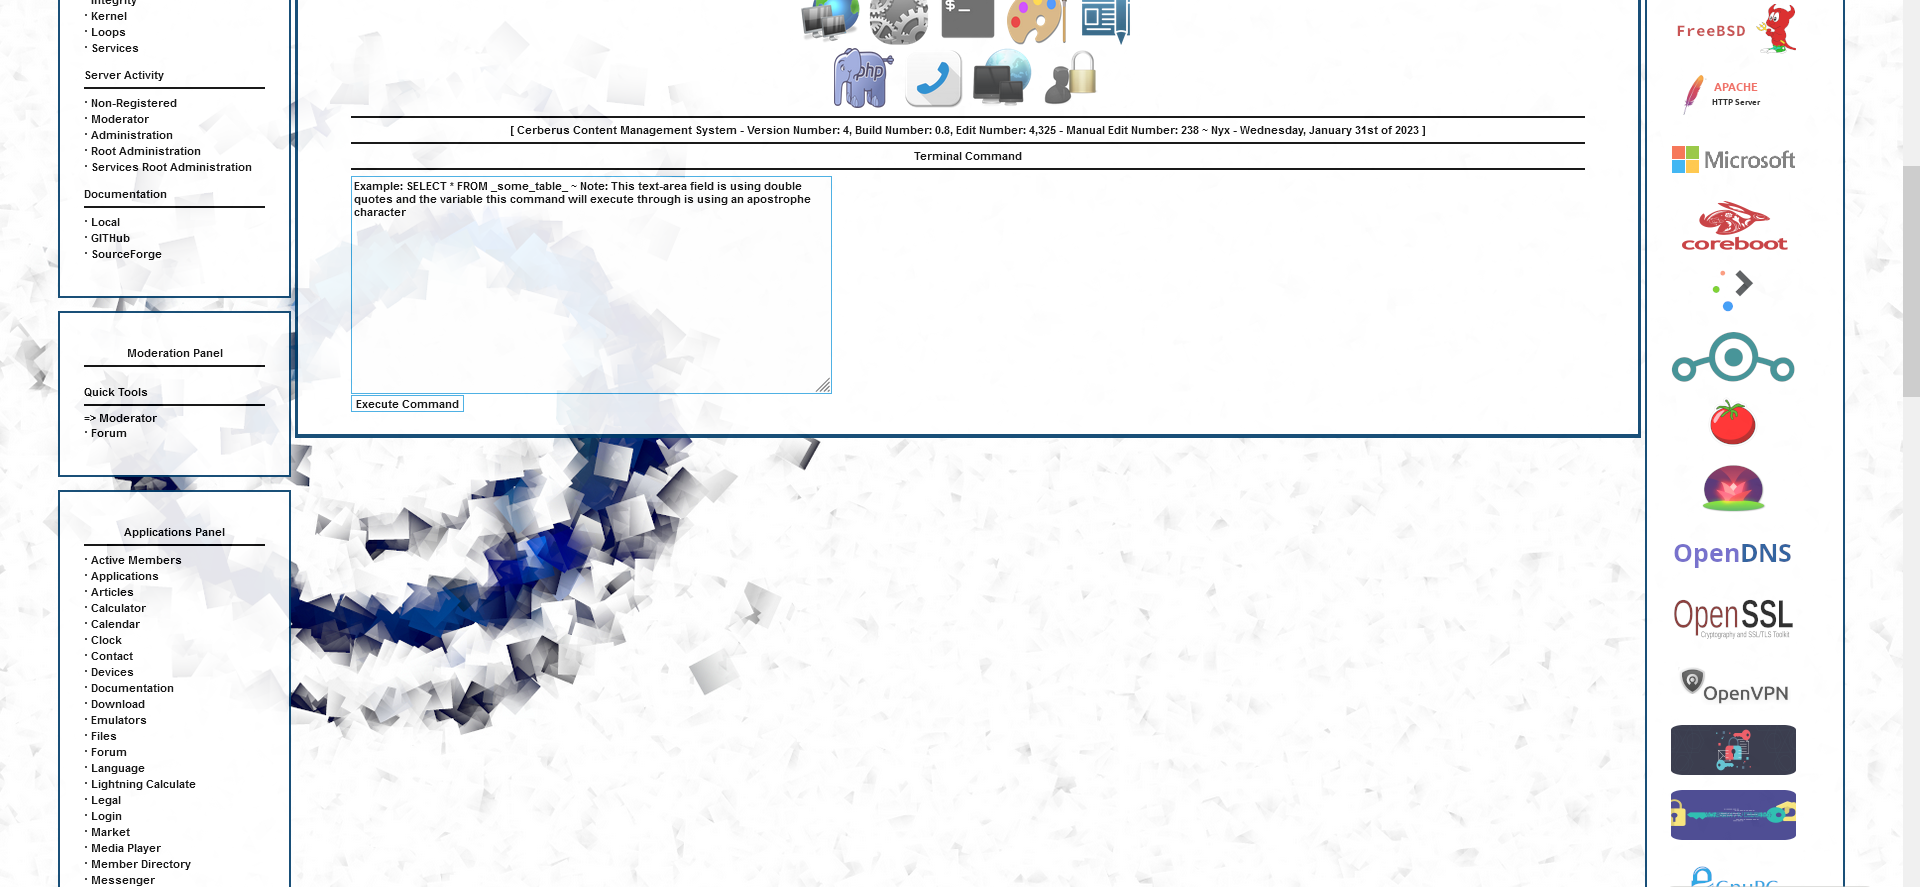 Integrity
· Kernel
· Loops
· Services
Server Activity
· Non-Registered
· Moderator
· Administration
· Root Administration
· Services Root Administration
Documentation
· Local
· GITHub
· SourceForge
Moderation Panel
Quick Tools
=> Moderator
· Forum
Applications Panel
· Active Members
· Applications
· Articles
· Calculator
· Calendar
· Clock
· Contact
· Devices
· Documentation
· Download
· Emulators
· Files
· Forum
· Language
· Lightning Calculate
· Legal
· Login
· Market
· Media Player
· Member Directory
· Messenger
$_
php
[ Cerberus Content Management System - Version Number: 4, Build Number: 0.8, Edit Number: 4,325 - Manual Edit Number: 238 ~ Nyx - Wednesday, January 31st of 2023 ]
Terminal Command
Example: SELECT * FROM _some_table_ ~ Note: This text-area field is using double
quotes and the variable this command will execute through is using an apostrophe
character
Execute Command
FreeBSD
APACHE
HTTP Server
Microsoft
coreboot
OpenDNS
OpenSSL
Cryptography and SSL/TLS Toolkit
OpenVPN
GnuPG